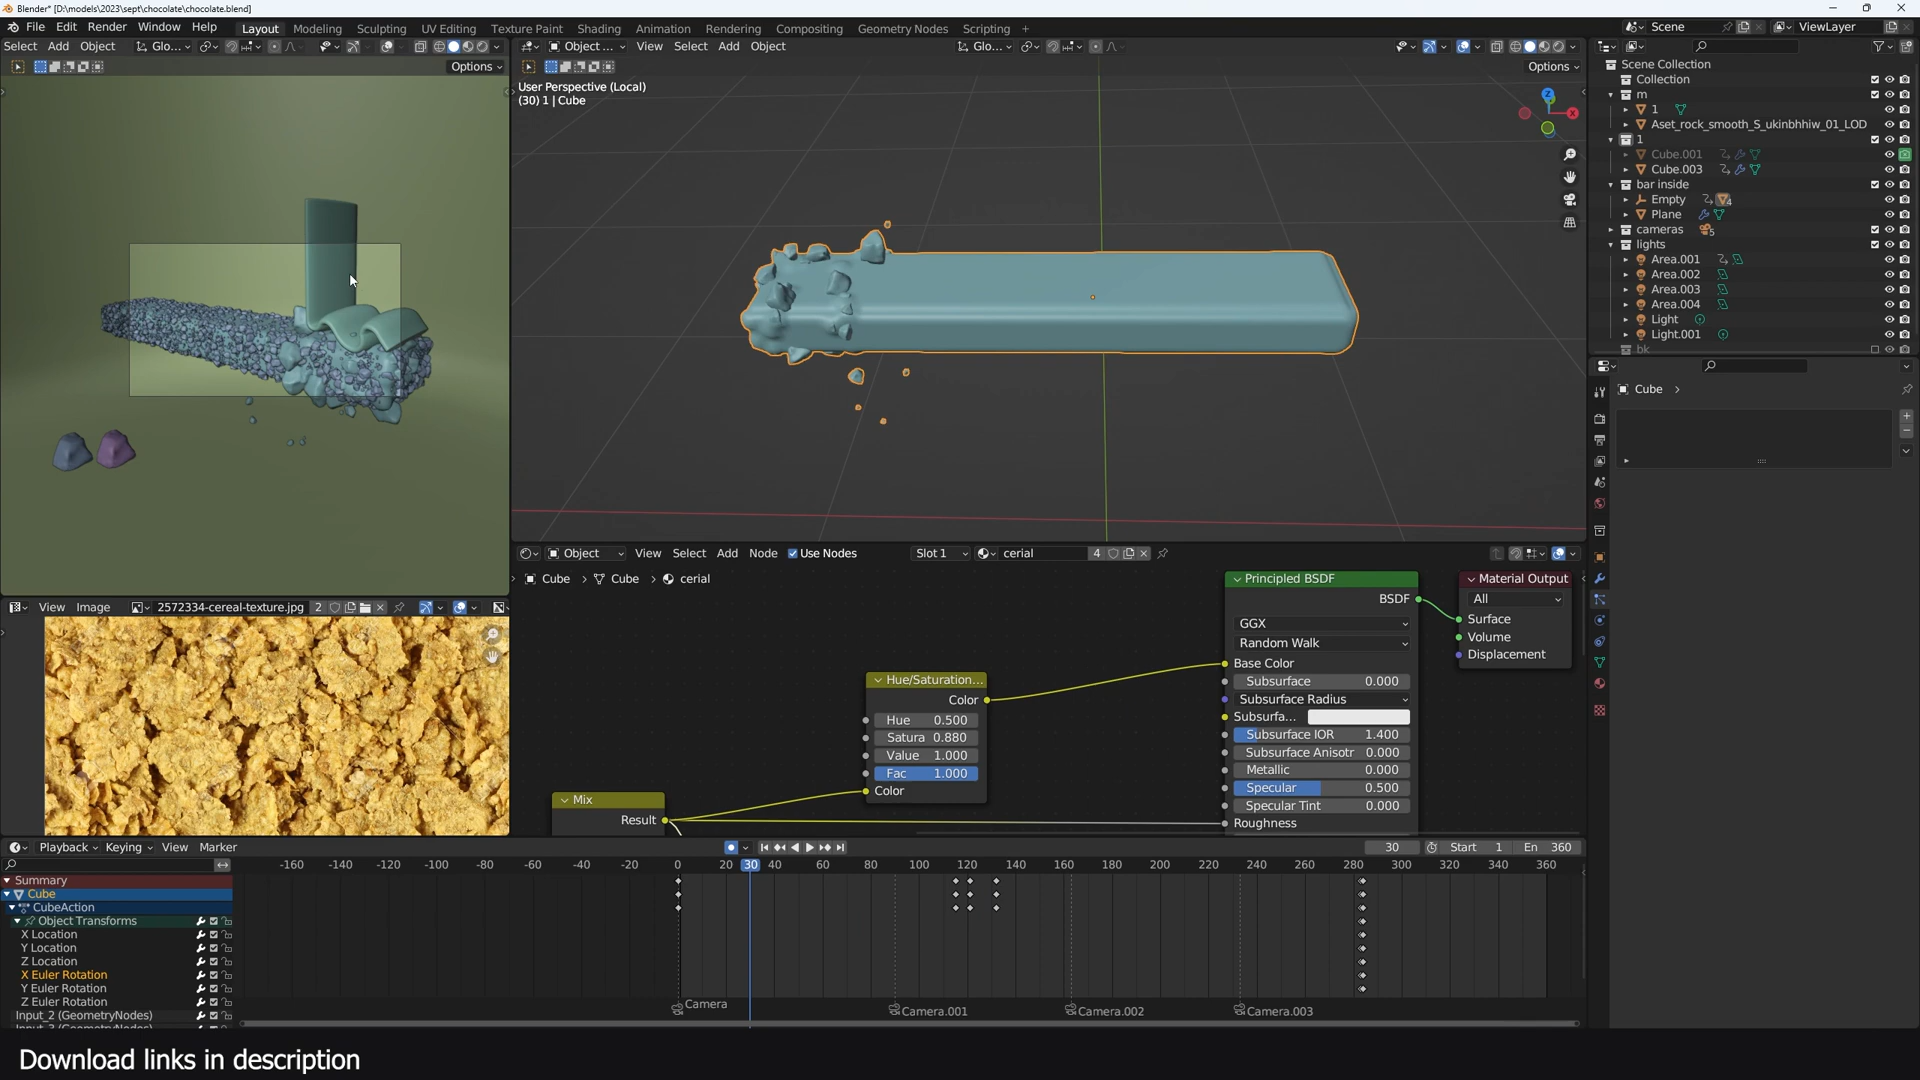 Blender* [D:\models\2023\sept\chocolate\chocolate.blend]
File Edit Render Window Help Layout Modeling Sculpting UV Editing Texture Paint Shading Animation Rendering Compositing Geometry Nodes Scripting +
Scene ViewLayer
Select Add Object Glo...
Object ... View Select Add Object Glo...
Options
Options
User Perspective (Local)
(30) 1 | Cube
Z
X
Scene Collection
Collection
m
1
Aset_rock_smooth_S_ukinbhhiw_01_LOD
1
Cube.001
Cube.003
bar inside
Empty 4
Plane
cameras 5
lights
Area.001
Area.002
Area.003
Area.004
Light
Light.001
bk
Cube >
Object View Select Add Node Use Nodes Slot 1 cerial 4
Cube > Cube > cerial
Principled BSDF
BSDF
GGX
Random Walk
Base Color
Subsurface 0.000
Subsurface Radius
Subsurfa...
Subsurface IOR 1.400
Subsurface Anisotr 0.000
Metallic 0.000
Specular 0.500
Specular Tint 0.000
Roughness
Material Output
All
Surface
Volume
Displacement
Hue/Saturation...
Color
Hue 0.500
Satura 0.880
Value 1.000
Fac 1.000
Color
Mix
Result
View Image 2572334-cereal-texture.jpg 2
Playback Keying View Marker
30 Start 1 En 360
-160 -140 -120 -100 -80 -60 -40 -20 0 20 30 40 60 80 100 120 140 160 180 200 220 240 260 280 300 320 340 360
Summary
Cube
CubeAction
Object Transforms
X Location
Y Location
Z Location
X Euler Rotation
Y Euler Rotation
Z Euler Rotation
Input_2 (GeometryNodes)
Input_3 (GeometryNodes)
Camera
Camera.001
Camera.002
Camera.003
Download links in description